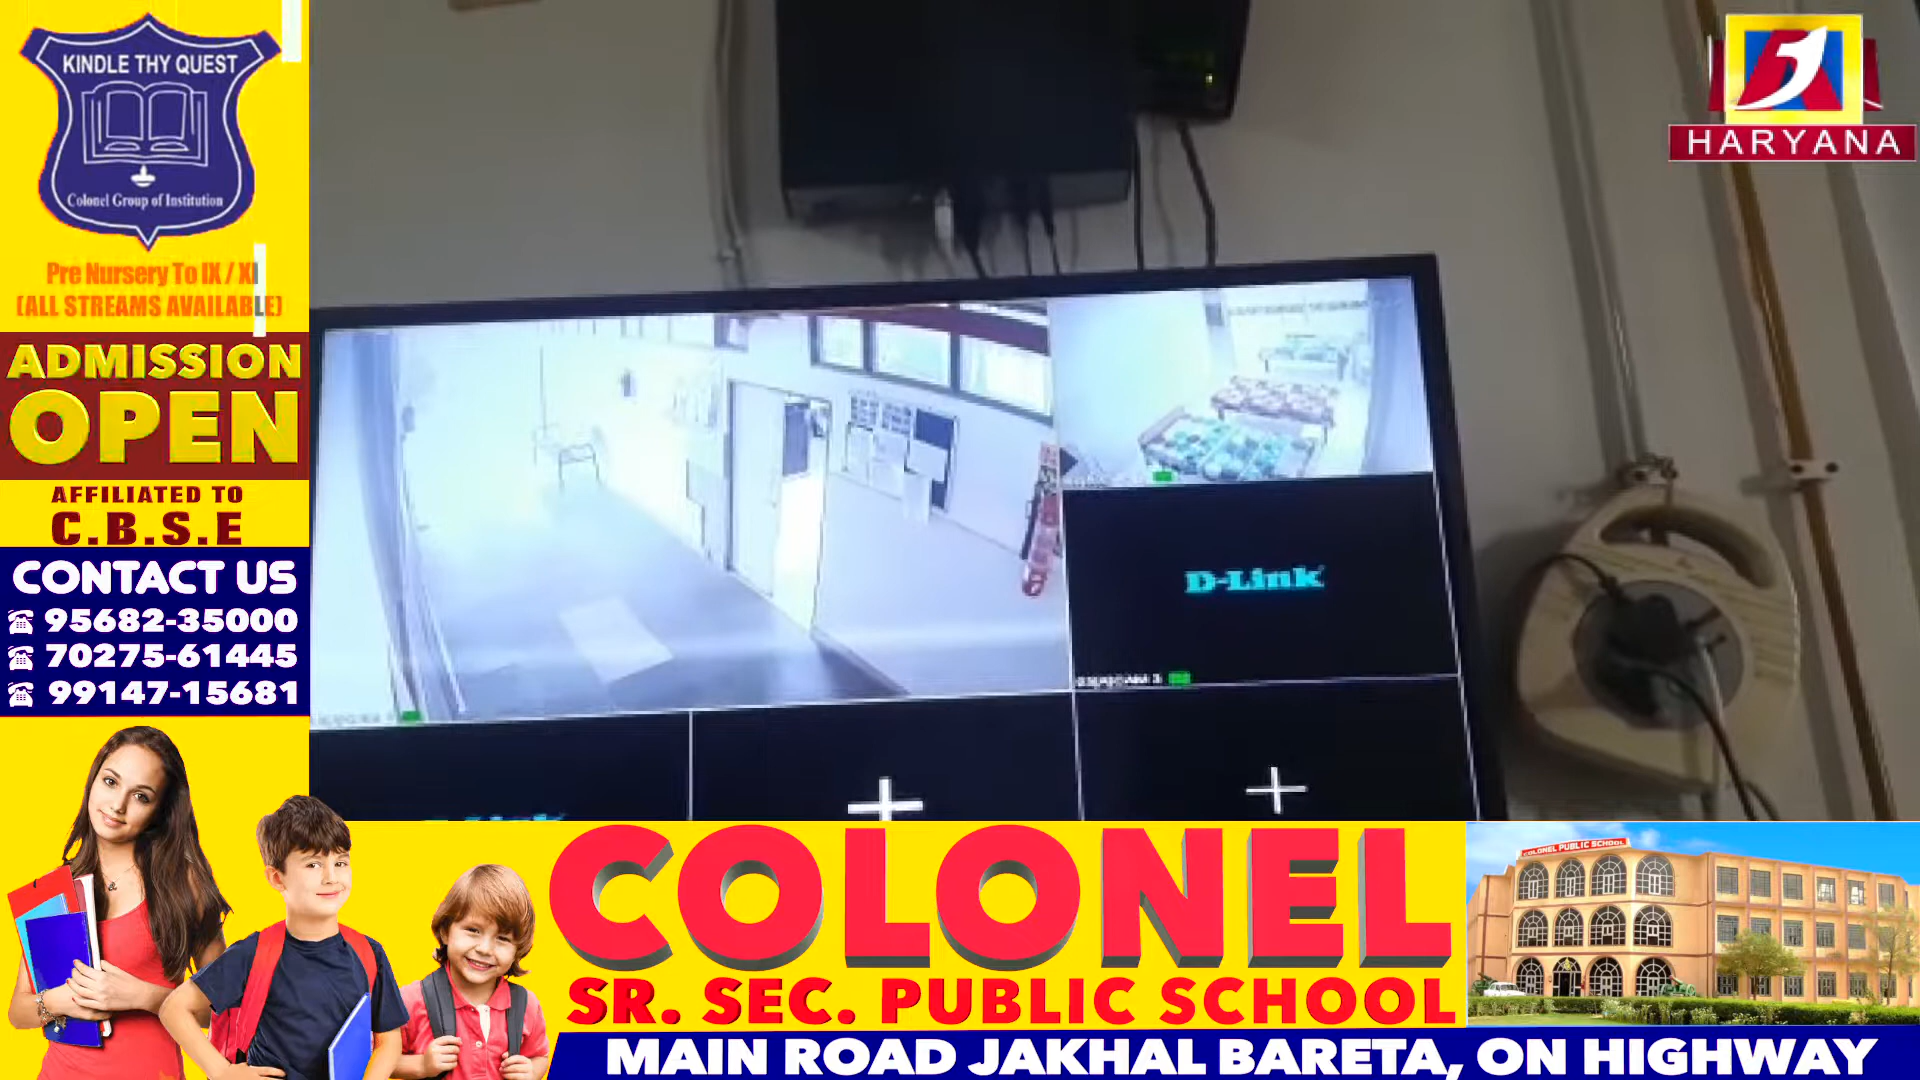 KINDLE THY QUEST
Colonel Group of Institution
Pre Nursery To IX / XI
(ALL STREAMS AVAILABLE)
ADMISSION
OPEN
AFFILIATED TO
C.B.S.E
CONTACT US
95682-35000
70275-61445
99147-15681
HARYANA
D-Link
COLONEL
SR. SEC. PUBLIC SCHOOL
MAIN ROAD JAKHAL BARETA, ON HIGHWAY
COLONEL PUBLIC SCHOOL